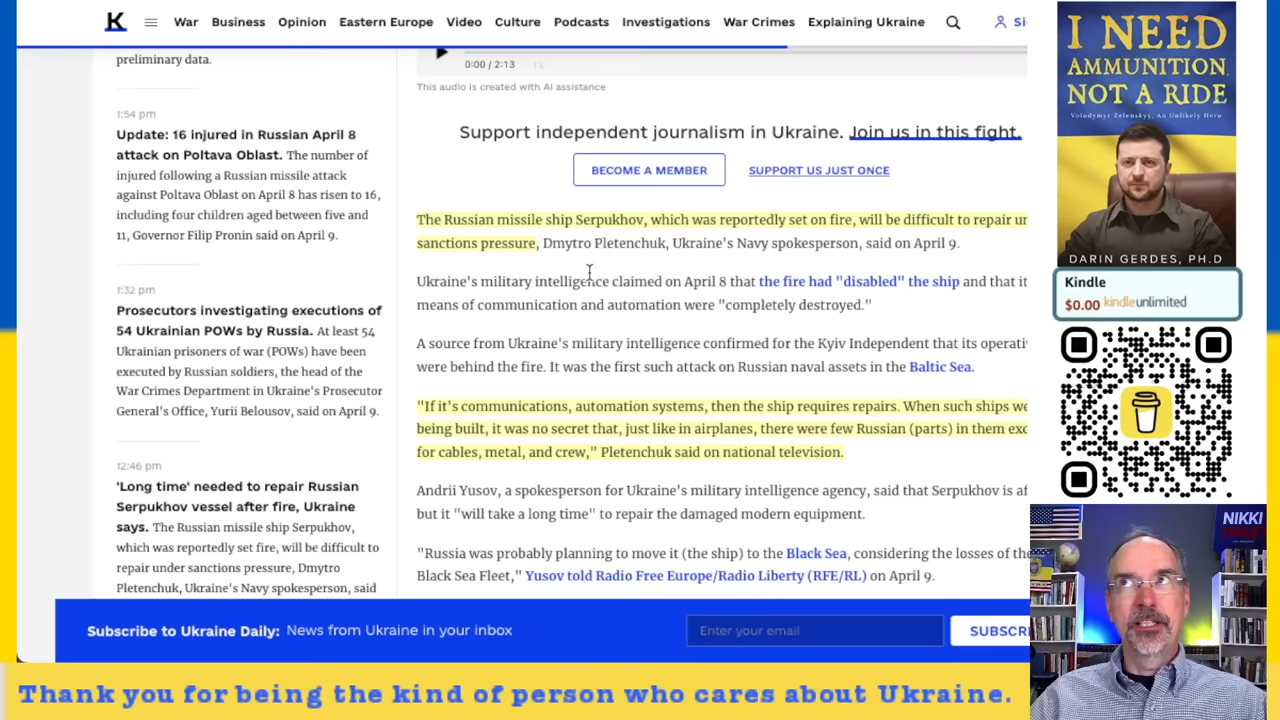 K War Business Opinion Eastern Europe Video Culture Podcasts Investigations War Crimes Explaining Ukraine
preliminary data.
1:54 pm
Update: 16 injured in Russian April 8
attack on Poltava Oblast. The number of
injured following a Russian missile attack
against Poltava Oblast on April 8 has risen to 16,
including four children aged between five and
11, Governor Filip Pronin said on April 9.
1:32 pm
Prosecutors investigating executions of
54 Ukrainian POWs by Russia. At least 54
Ukrainian prisoners of war (POWs) have been
executed by Russian soldiers, the head of the
War Crimes Department in Ukraine's Prosecutor
General's Office, Yurii Belousov, said on April 9.
12:46 pm
'Long time' needed to repair Russian
Serpukhov vessel after fire, Ukraine
says. The Russian missile ship Serpukhov,
which was reportedly set on fire, will be difficult to
repair under sanctions pressure, Dmytro
Pletenchuk, Ukraine's Navy spokesperson, said
0:00 / 2:13 1X
This audio is created with AI assistance
Support independent journalism in Ukraine. Join us in this fight.
BECOME A MEMBER SUPPORT US JUST ONCE
The Russian missile ship Serpukhov, which was reportedly set on fire, will be difficult to repair
sanctions pressure, Dmytro Pletenchuk, Ukraine's Navy spokesperson, said on April 9.
Ukraine's military intelligence claimed on April 8 that the fire had "disabled" the ship and that it
means of communication and automation were "completely destroyed."
A source from Ukraine's military intelligence confirmed for the Kyiv Independent that its
were behind the fire. It was the first such attack on Russian naval assets in the Baltic Sea.
"If it's communications, automation systems, then the ship requires repairs. When such ships
being built, it was no secret that, just like in airplanes, there were few Russian (parts) in them
for cables, metal, and crew," Pletenchuk said on national television.
Andrii Yusov, a spokesperson for Ukraine's military intelligence agency, said that Serpukhov is
but it "will take a long time" to repair the damaged modern equipment.
"Russia was probably planning to move it (the ship) to the Black Sea, considering the losses of the
Black Sea Fleet," Yusov told Radio Free Europe/Radio Liberty (RFE/RL) on April 9.
Subscribe to Ukraine Daily: News from Ukraine in your inbox
Enter your email
I NEED
AMMUNITION,
NOT A RIDE
Volodymyr Zelenskyy, An Unlikely Hero
DARIN GERDES, PH.D
Kindle
$0.00 kindleunlimited
NIKKI
Thank you for being the kind of person who cares about Ukraine.